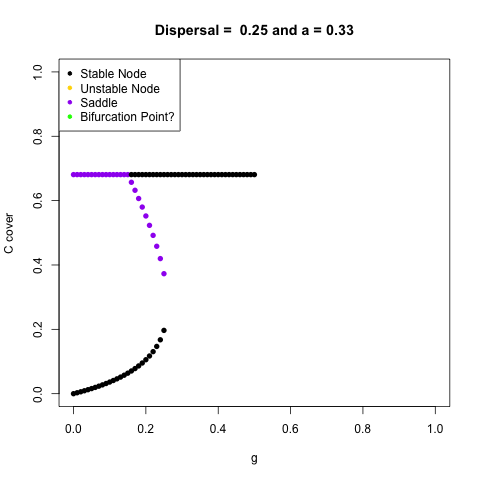 Dispersal =  0.25 and a = 0.33
Stable Node
Unstable Node
Saddle
Bifurcation Point?
C cover
1.0
0.8
0.6
0.4
0.2
0.0
0.0 0.2 0.4 0.6 0.8 1.0
g